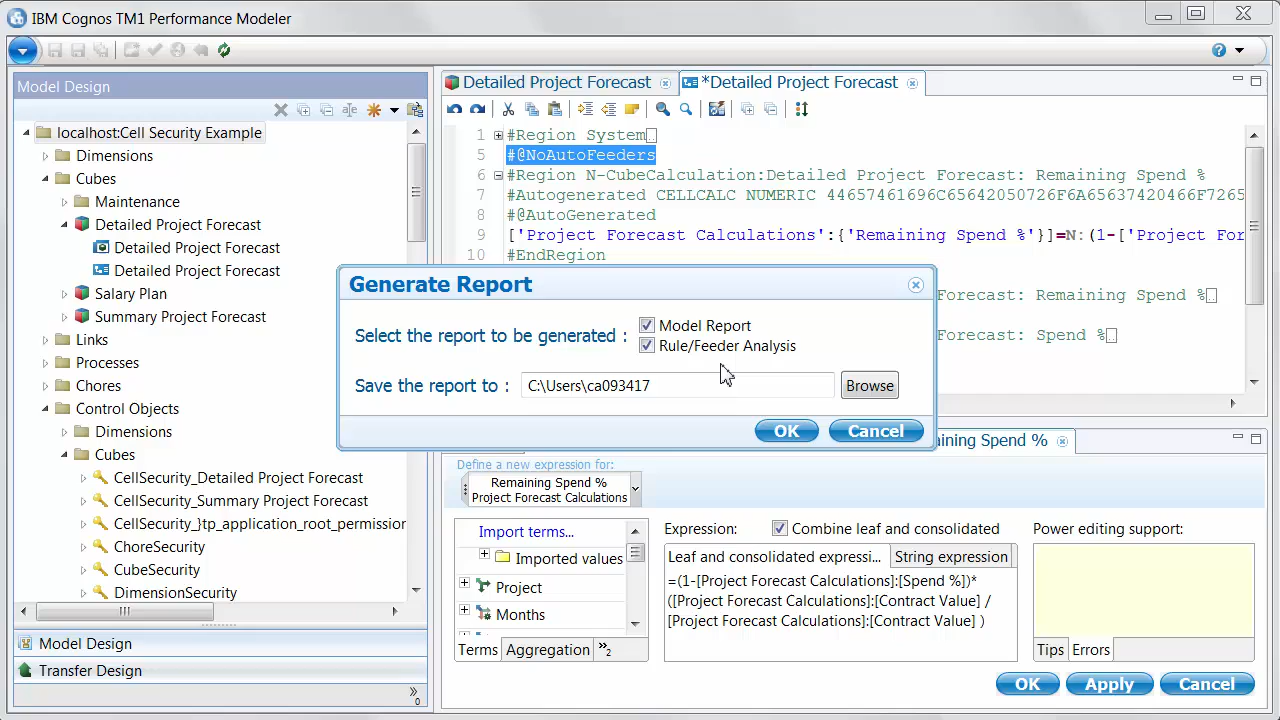 IBM Cognos TM1 Performance Modeler
Model Design
localhost:Cell Security Example
Dimensions
Cubes
Maintenance
Detailed Project Forecast
Detailed Project Forecast
Detailed Project Forecast
Salary Plan
Summary Project Forecast
Links
Processes
Chores
Control Objects
Dimensions
Cubes
CellSecurity_Detailed Project Forecast
CellSecurity_Summary Project Forecast
CellSecurity_}tp_application_root_permission
ChoreSecurity
CubeSecurity
DimensionSecurity
Model Design
Transfer Design
0
Detailed Project Forecast
*Detailed Project Forecast
1 #Region System
5 #@NoAutoFeeders
6 #Region N-CubeCalculation:Detailed Project Forecast: Remaining Spend %
7 #Autogenerated CELLCALC NUMERIC 44657461696C65642050726F6A65637420466F7265
8 #@AutoGenerated
9 ['Project Forecast Calculations':{'Remaining Spend %'}]=N:(1-['Project For
10 #EndRegion
Forecast: Remaining Spend %
Forecast: Spend %
Generate Report
Select the report to be generated :
Model Report
Rule/Feeder Analysis
Save the report to :
C:\Users\ca093417
Browse
OK
Cancel
aining Spend %
Define a new expression for:
Remaining Spend %
Project Forecast Calculations
Import terms...
Imported values
Project
Months
Terms
Aggregation
2
Expression:
Combine leaf and consolidated
Leaf and consolidated expressi...
String expression
=(1-[Project Forecast Calculations]:[Spend %])*
([Project Forecast Calculations]:[Contract Value] /
[Project Forecast Calculations]:[Contract Value] )
Power editing support:
Tips
Errors
OK
Apply
Cancel